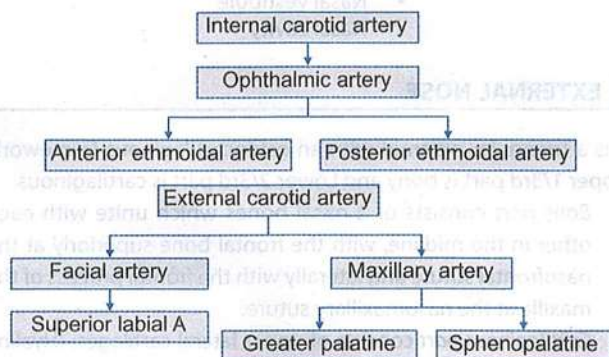 Internal carotid artery
Ophthalmic artery
Anterior ethmoidal artery
Posterior ethmoidal artery
External carotid artery
Facial artery
Maxillary artery
Superior labial A
Greater palatine
Sphenopalatine